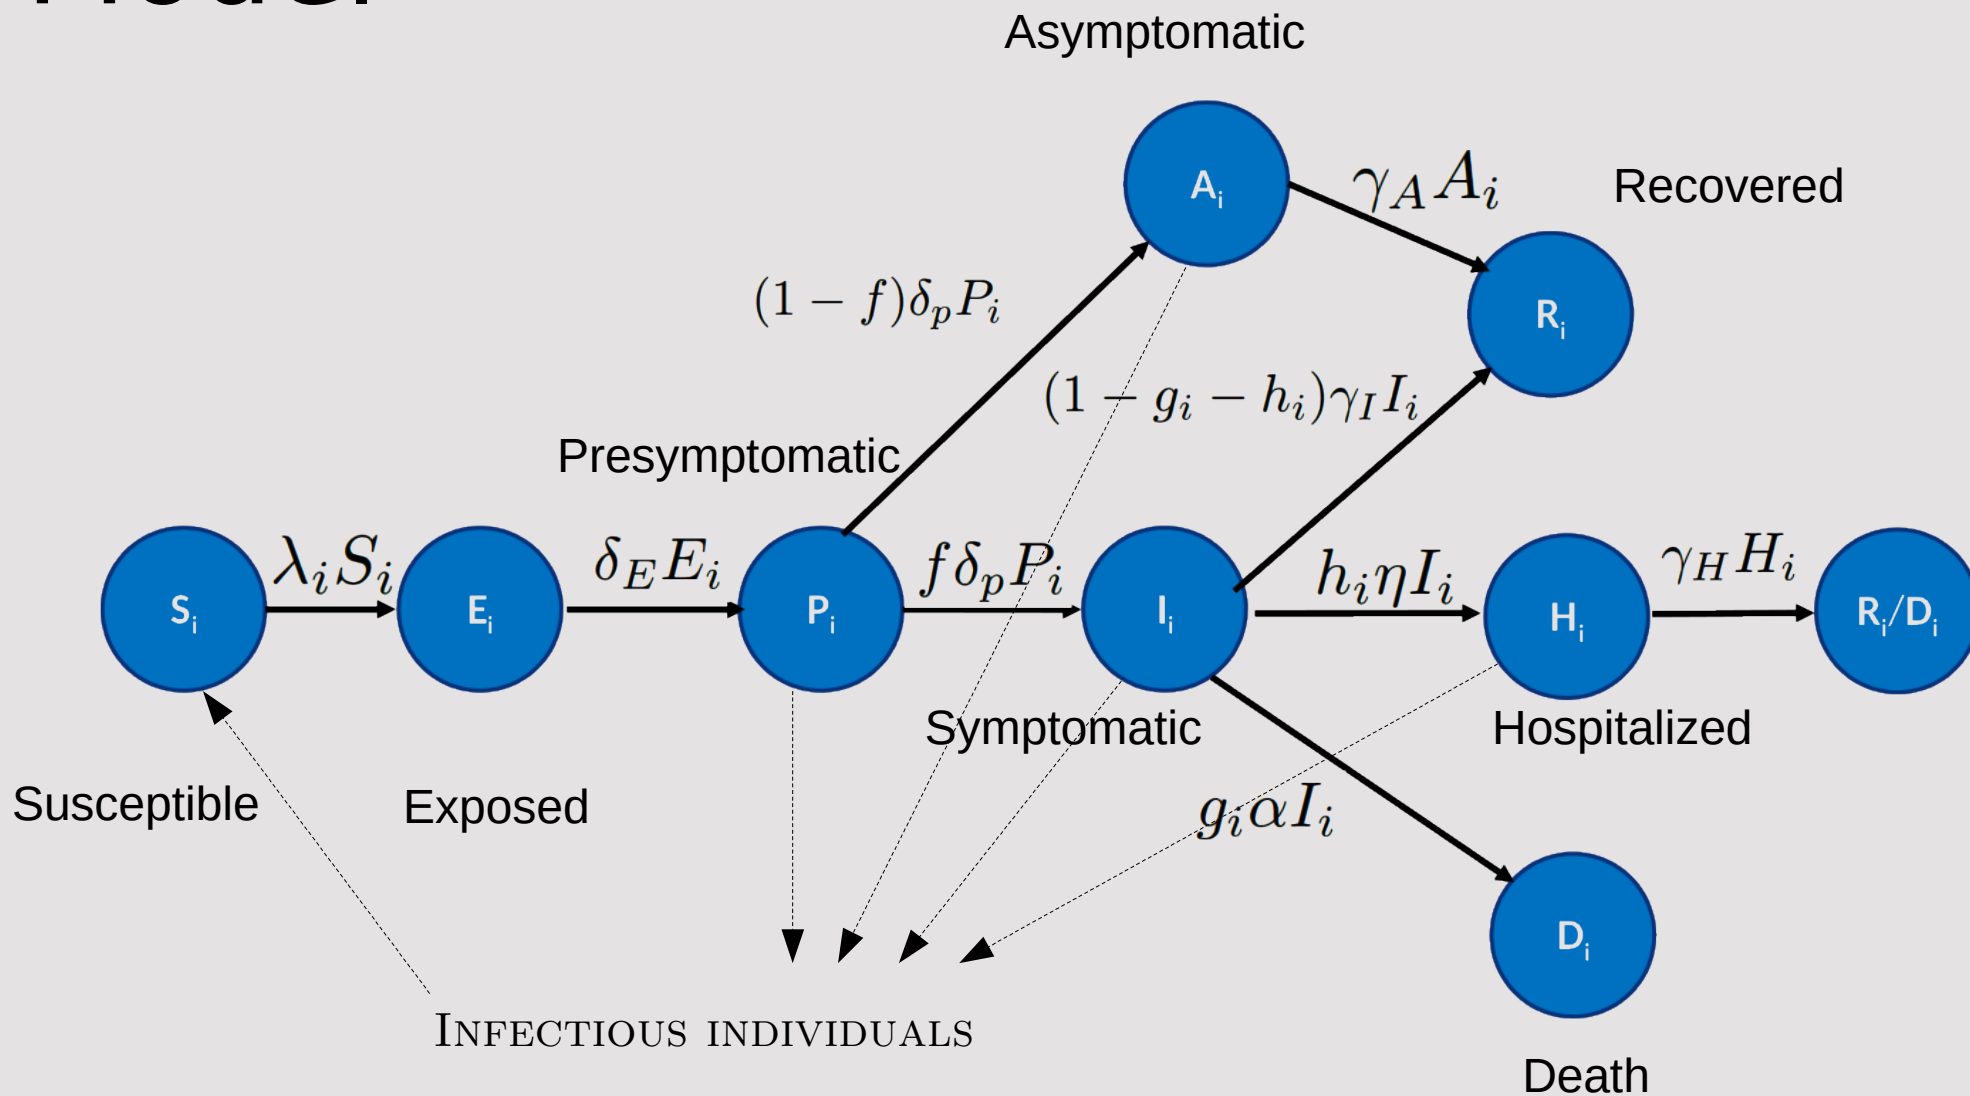 Model
Asymptomatic
A_i
γ_A A_i
Recovered
(1 − f)δ_p P_i
R_i
(1 − g_i − h_i)γ_I I_i
Presymptomatic
S_i
λ_i S_i
E_i
δ_E E_i
P_i
f δ_p P_i
I_i
h_i η I_i
H_i
γ_H H_i
R_i/D_i
Symptomatic
Hospitalized
Susceptible
Exposed
g_i α I_i
D_i
INFECTIOUS INDIVIDUALS
Death